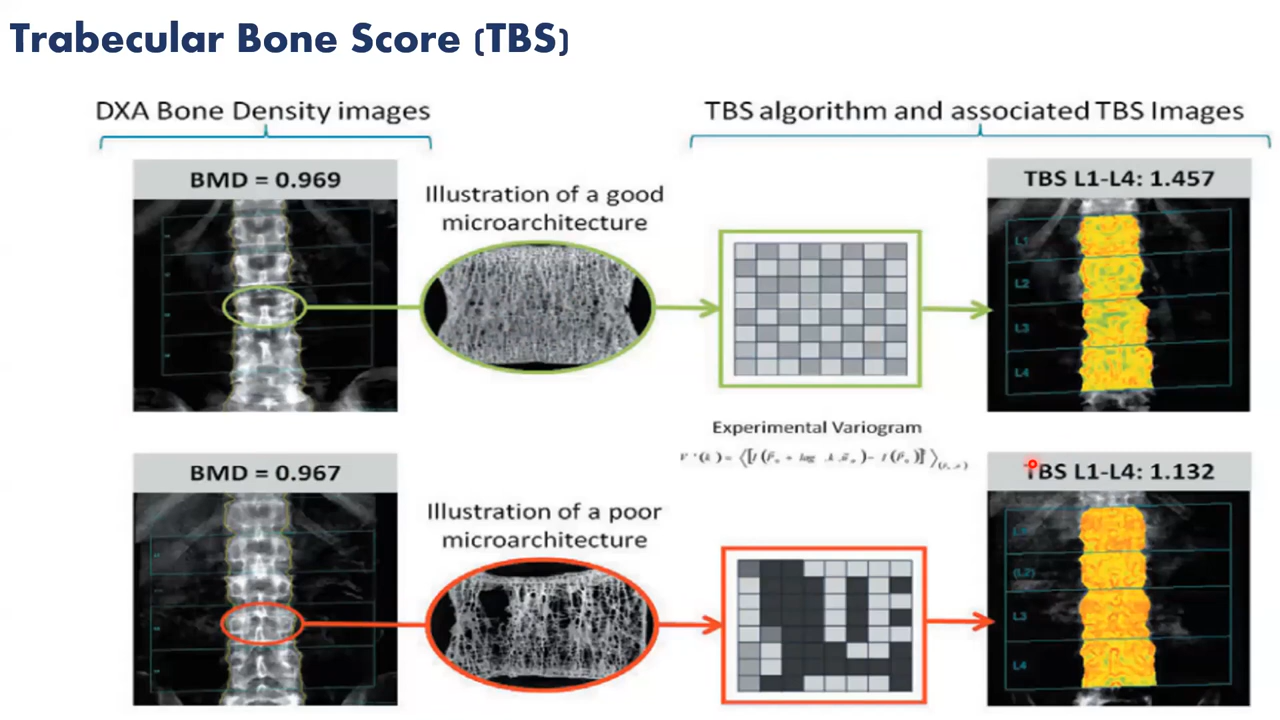 Trabecular Bone Score (TBS)
DXA Bone Density images
TBS algorithm and associated TBS Images
BMD = 0.969
Illustration of a good
microarchitecture
TBS L1-L4: 1.457
L1
L2
L3
L4
Experimental Variogram
BMD = 0.967
Illustration of a poor
microarchitecture
TBS L1-L4: 1.132
(L2)
L3
L4